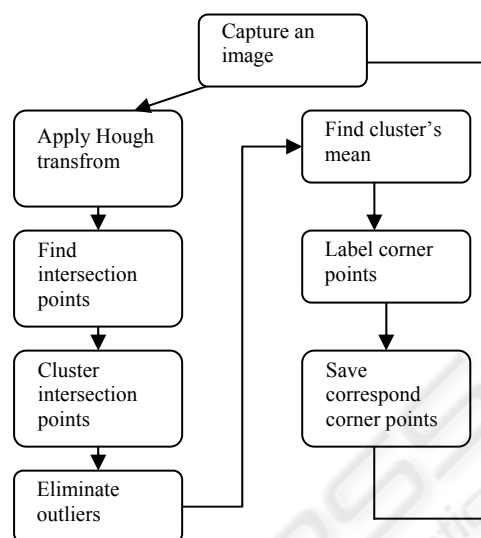 Capture an
image
Apply Hough
transfrom
Find
intersection
points
Cluster
intersection
points
Eliminate
outliers
Find cluster's
mean
Label corner
points
Save
correspond
corner points